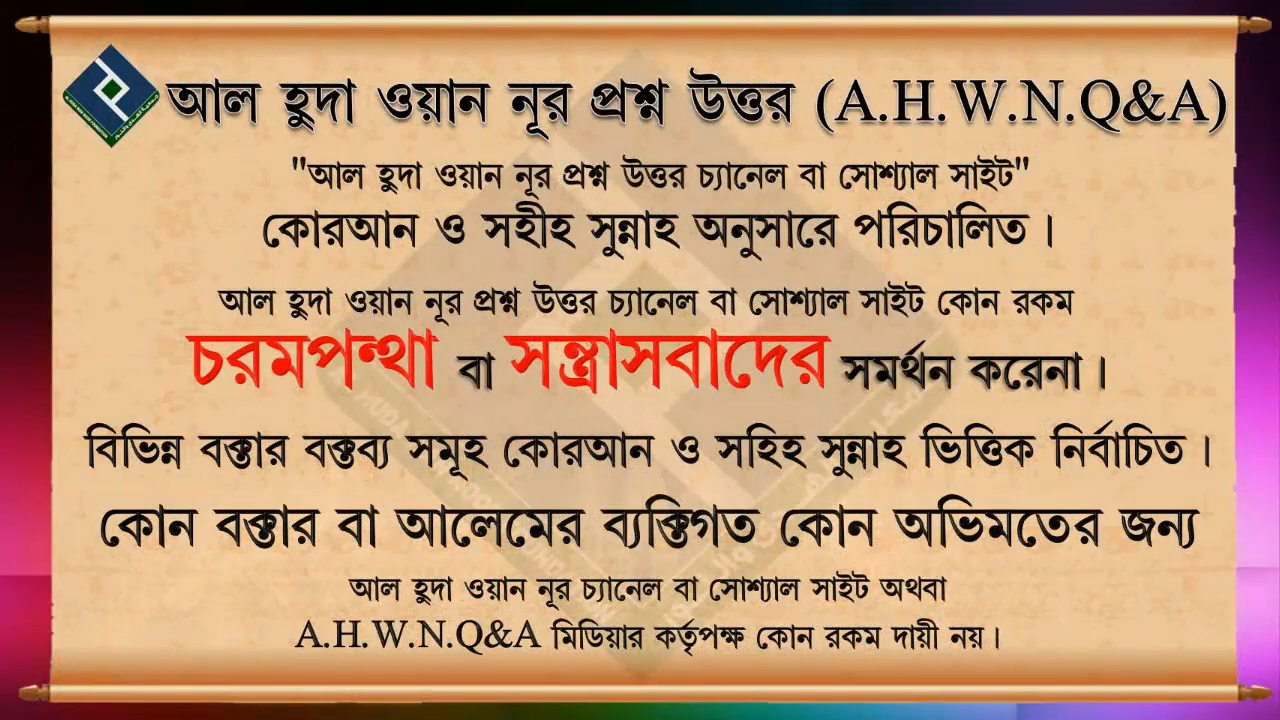 আল হুদা ওয়ান নূর প্রশ্ন উত্তর (A.H.W.N.Q&A)
"আল হুদা ওয়ান নূর প্রশ্ন উত্তর চ্যানেল বা সোশ্যাল সাইট"
কোরআন ও সহীহ সুন্নাহ অনুসারে পরিচালিত।
আল হুদা ওয়ান নূর প্রশ্ন উত্তর চ্যানেল বা সোশ্যাল সাইট কোন রকম
চরমপন্থা বা সন্ত্রাসবাদের সমর্থন করেনা।
বিভিন্ন বক্তার বক্তব্য সমূহ কোরআন ও সহিহ সুন্নাহ ভিত্তিক নির্বাচিত।
কোন বক্তার বা আলেমের ব্যক্তিগত কোন অভিমতের জন্য
আল হুদা ওয়ান নূর চ্যানেল বা সোশ্যাল সাইট অথবা
A.H.W.N.Q&A মিডিয়ার কর্তৃপক্ষ কোন রকম দায়ী নয়।